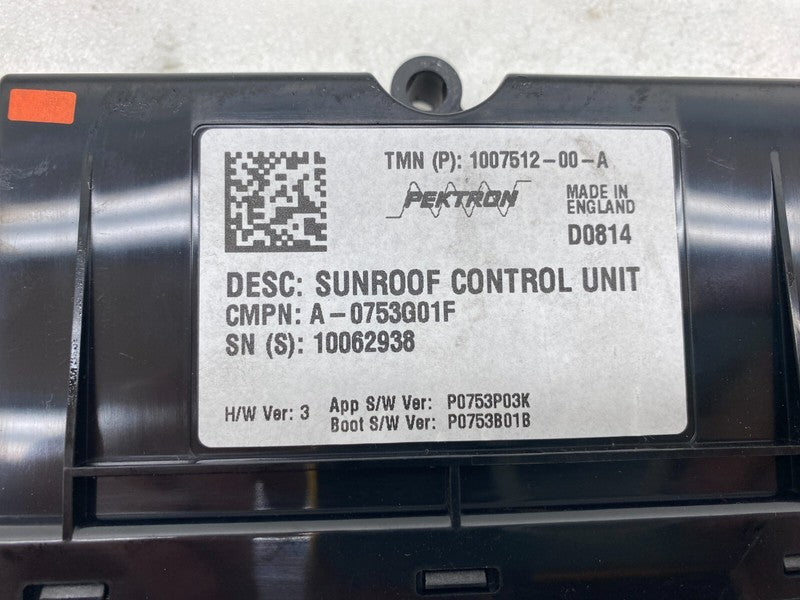 TMN (P): 1007512-00-A
PEKTRON
MADE IN
ENGLAND
D0814
DESC: SUNROOF CONTROL UNIT
CMPN: A-0753G01F
SN (S): 10062938
H/W Ver: 3
App S/W Ver: P0753P03K
Boot S/W Ver: P0753B01B